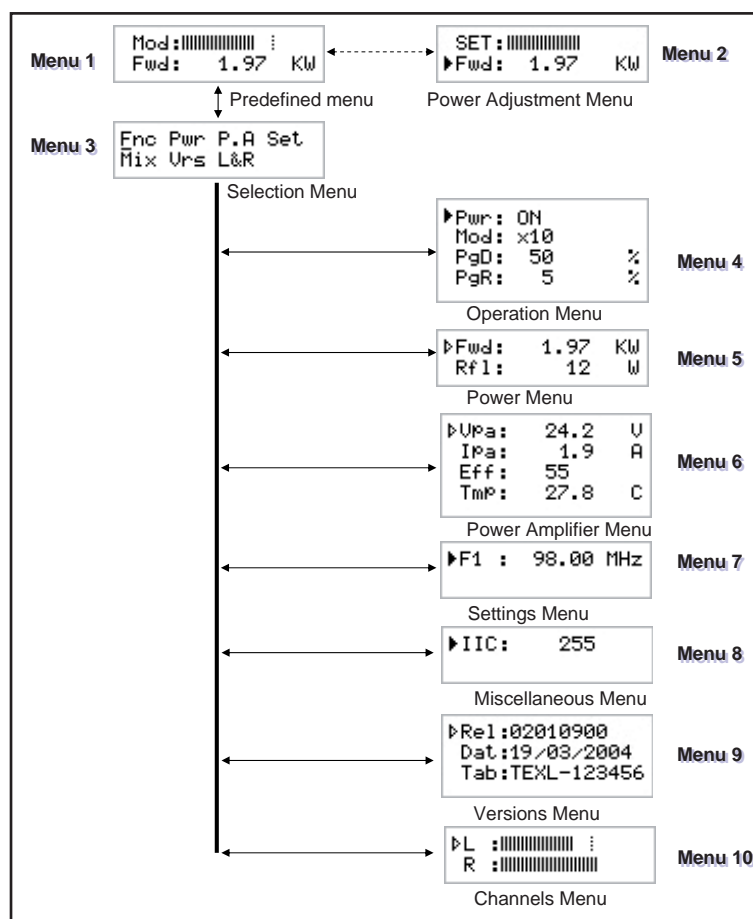 Menu 1
Mod:
Fwd: 1.97 KW
SET:
Fwd: 1.97 KW
Menu 2
Predefined menu
Power Adjustment Menu
Menu 3
Fnc Pwr P.A Set
Mix Vrs L&R
Selection Menu
Pwr: ON
Mod: x10
PgD: 50 %
PgR: 5 %
Menu 4
Operation Menu
Fwd: 1.97 KW
Rfl: 12 W
Menu 5
Power Menu
Vpa: 24.2 V
Ipa: 1.9 A
Eff: 55
Tmp: 27.8 C
Menu 6
Power Amplifier Menu
F1 : 98.00 MHz
Menu 7
Settings Menu
IIC: 255
Menu 8
Miscellaneous Menu
Rel:02010900
Dat:19/03/2004
Tab:TEXL-123456
Menu 9
Versions Menu
L :
R :
Menu 10
Channels Menu